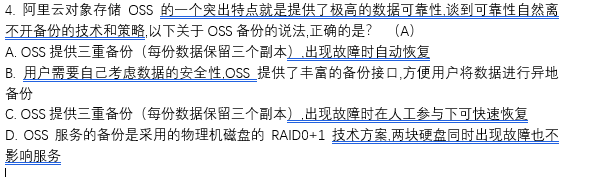 4. 阿里云对象存储 OSS 的一个突出特点就是提供了极高的数据可靠性,谈到可靠性自然离
不开备份的技术和策略,以下关于 OSS 备份的说法,正确的是？ （A）
A. OSS 提供三重备份（每份数据保留三个副本）,出现故障时自动恢复
B. 用户需要自己考虑数据的安全性,OSS 提供了丰富的备份接口,方便用户将数据进行异地
备份
C. OSS 提供三重备份（每份数据保留三个副本）,出现故障时在人工参与下可快速恢复
D. OSS 服务的备份是采用的物理机磁盘的 RAID0+1 技术方案,两块硬盘同时出现故障也不
影响服务